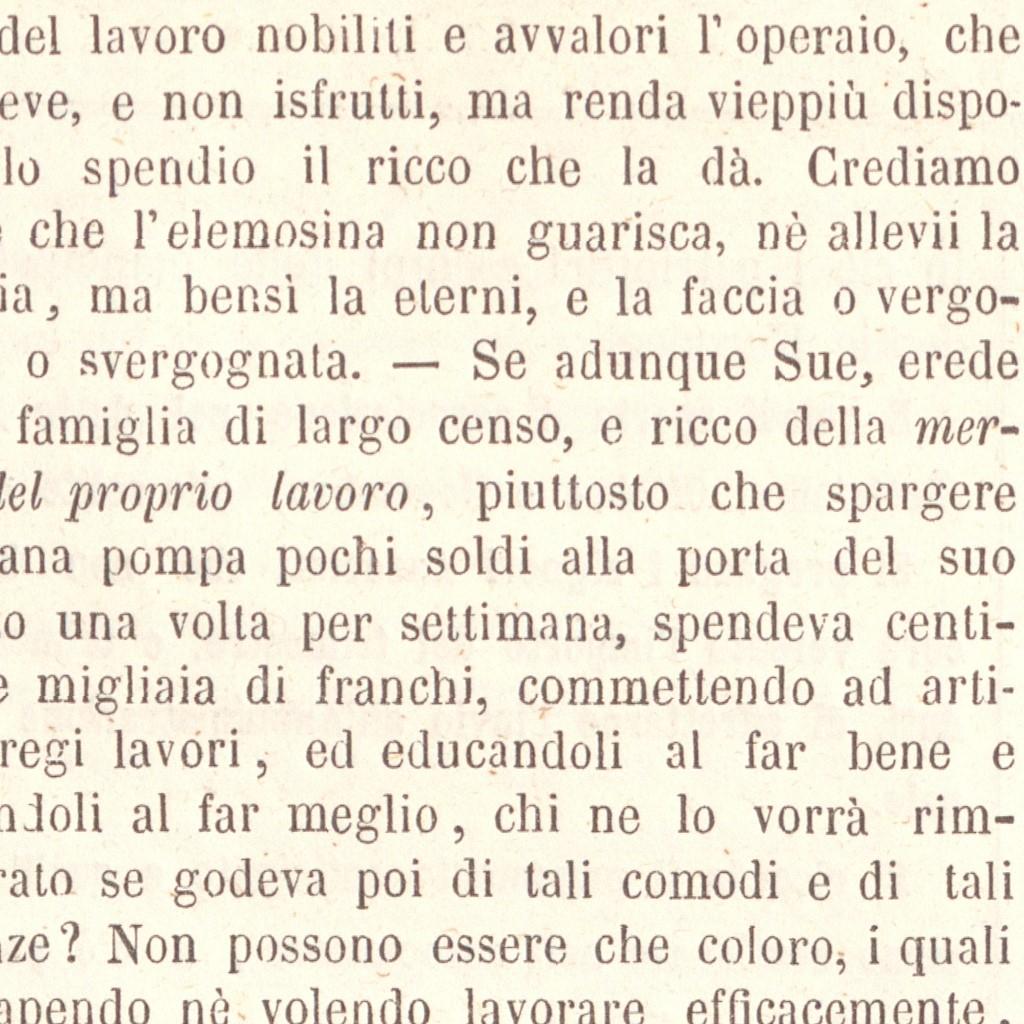 del lavoro nobiliti e avvalori l'operaio, che
eve, e non isfrutti, ma renda vieppiù dispo-
lo spendio il ricco che la dà. Crediamo
che l'elemosina non guarisca, nè allevii la
ia, ma bensì la eterni, e la faccia o vergo-
o svergognata. — Se adunque Sue, erede
famiglia di largo censo, e ricco della mer-
del proprio lavoro, piuttosto che spargere
ana pompa pochi soldi alla porta del suo
o una volta per settimana, spendeva centi-
e migliaia di franchi, commettendo ad arti-
regi lavori, ed educandoli al far bene e
ndoli al far meglio, chi ne lo vorrà rim-
rato se godeva poi di tali comodi e di tali
nze? Non possono essere che coloro, i quali
apendo nè volendo lavorare efficacemente,